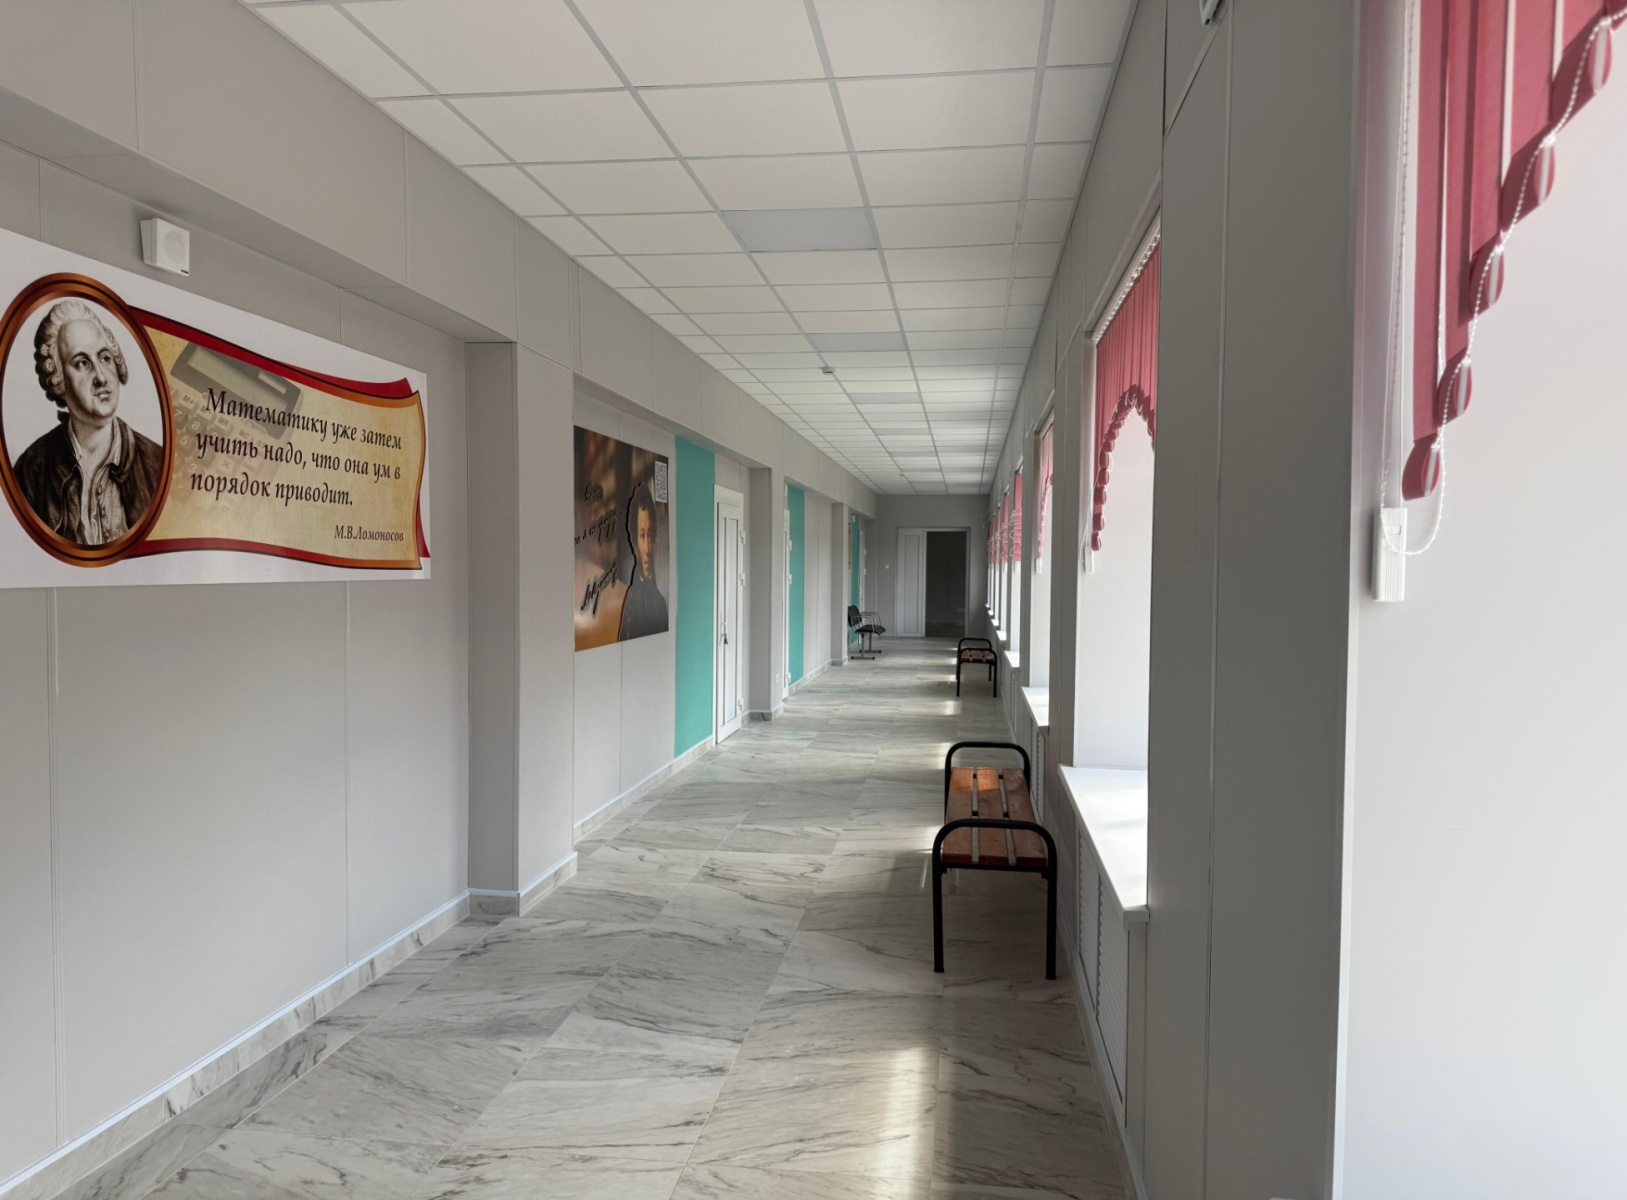 Математику уже затем
учить надо, что она ум в
порядок приводит.
М.В.Ломоносов